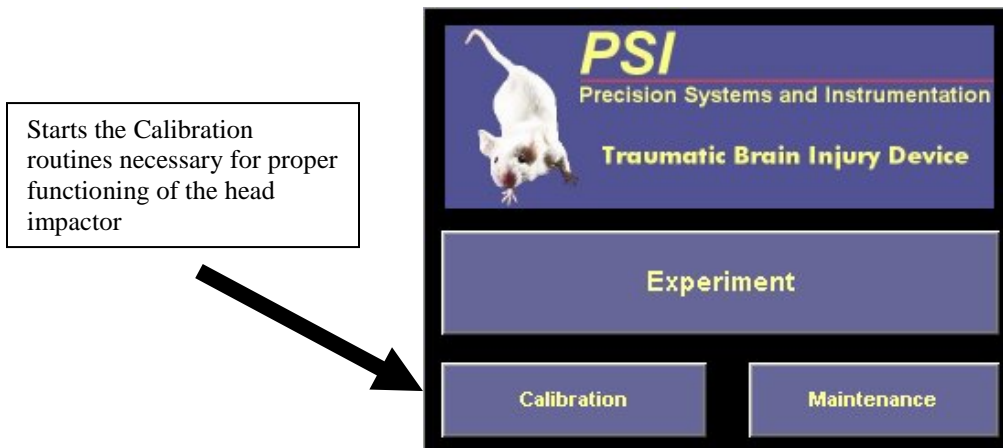 Starts the Calibration
routines necessary for proper
functioning of the head
impactor
PSI
Precision Systems and Instrumentation
Traumatic Brain Injury Device
Experiment
Calibration
Maintenance